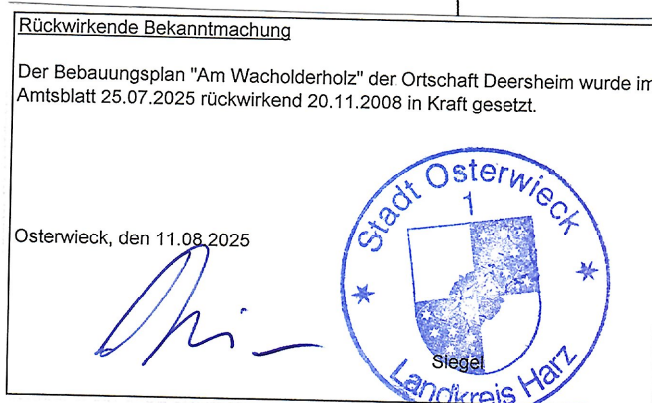 Rückwirkende Bekanntmachung
Der Bebauungsplan "Am Wacholderholz" der Ortschaft Deersheim wurde im
Amtsblatt 25.07.2025 rückwirkend 20.11.2008 in Kraft gesetzt.
Osterwieck, den 11.08.2025
Stadt Osterwieck
1
Siegel
Landkreis Harz